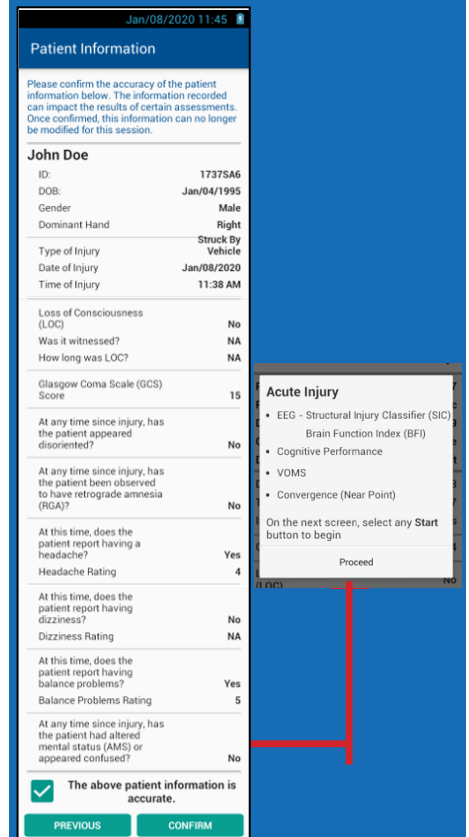 Jan/08/2020 11:45
Patient Information
Please confirm the accuracy of the patient
information below. The information recorded
can impact the results of certain assessments.
Once confirmed, this information can no longer
be modified for this session.
John Doe
ID: 1737SA6
DOB: Jan/04/1995
Gender Male
Dominant Hand Right
Type of Injury Struck By Vehicle
Date of Injury Jan/08/2020
Time of Injury 11:38 AM
Loss of Consciousness
(LOC) No
Was it witnessed? NA
How long was LOC? NA
Glasgow Coma Scale (GCS)
Score 15
At any time since injury, has
the patient appeared
disoriented? No
At any time since injury, has
the patient been observed
to have retrograde amnesia
(RGA)? No
At this time, does the
patient report having a
headache? Yes
Headache Rating 4
At this time, does the
patient report having
dizziness? No
Dizziness Rating NA
At this time, does the
patient report having
balance problems? Yes
Balance Problems Rating 5
At any time since injury, has
the patient had altered
mental status (AMS) or
appeared confused? No
The above patient information is
accurate.
PREVIOUS CONFIRM
Acute Injury
• EEG - Structural Injury Classifier (SIC)
Brain Function Index (BFI)
• Cognitive Performance
• VOMS
• Convergence (Near Point)
On the next screen, select any Start
button to begin
Proceed
(LOC) No